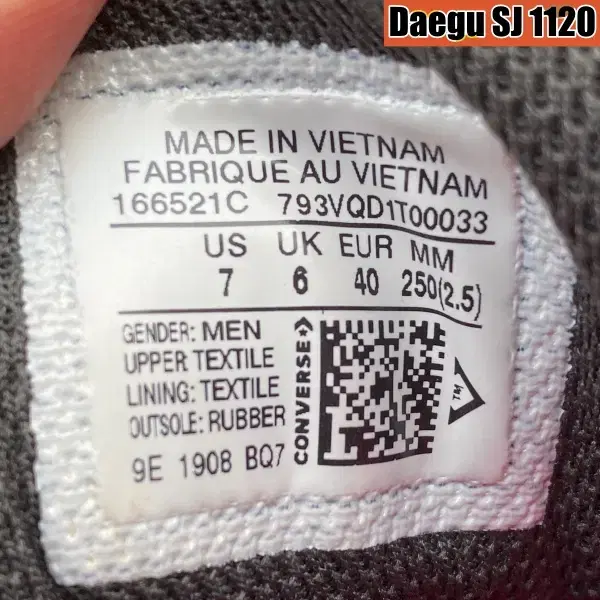 Daegu SJ 1120
MADE IN VIETNAM
FABRIQUE AU VIETNAM
166521C 793VQD1T00033
US UK EUR MM
7 6 40 250(2.5)
GENDER: MEN
UPPER TEXTILE
LINING: TEXTILE
OUTSOLE: RUBBER
9E 1908 BQ7
CONVERSE
TM